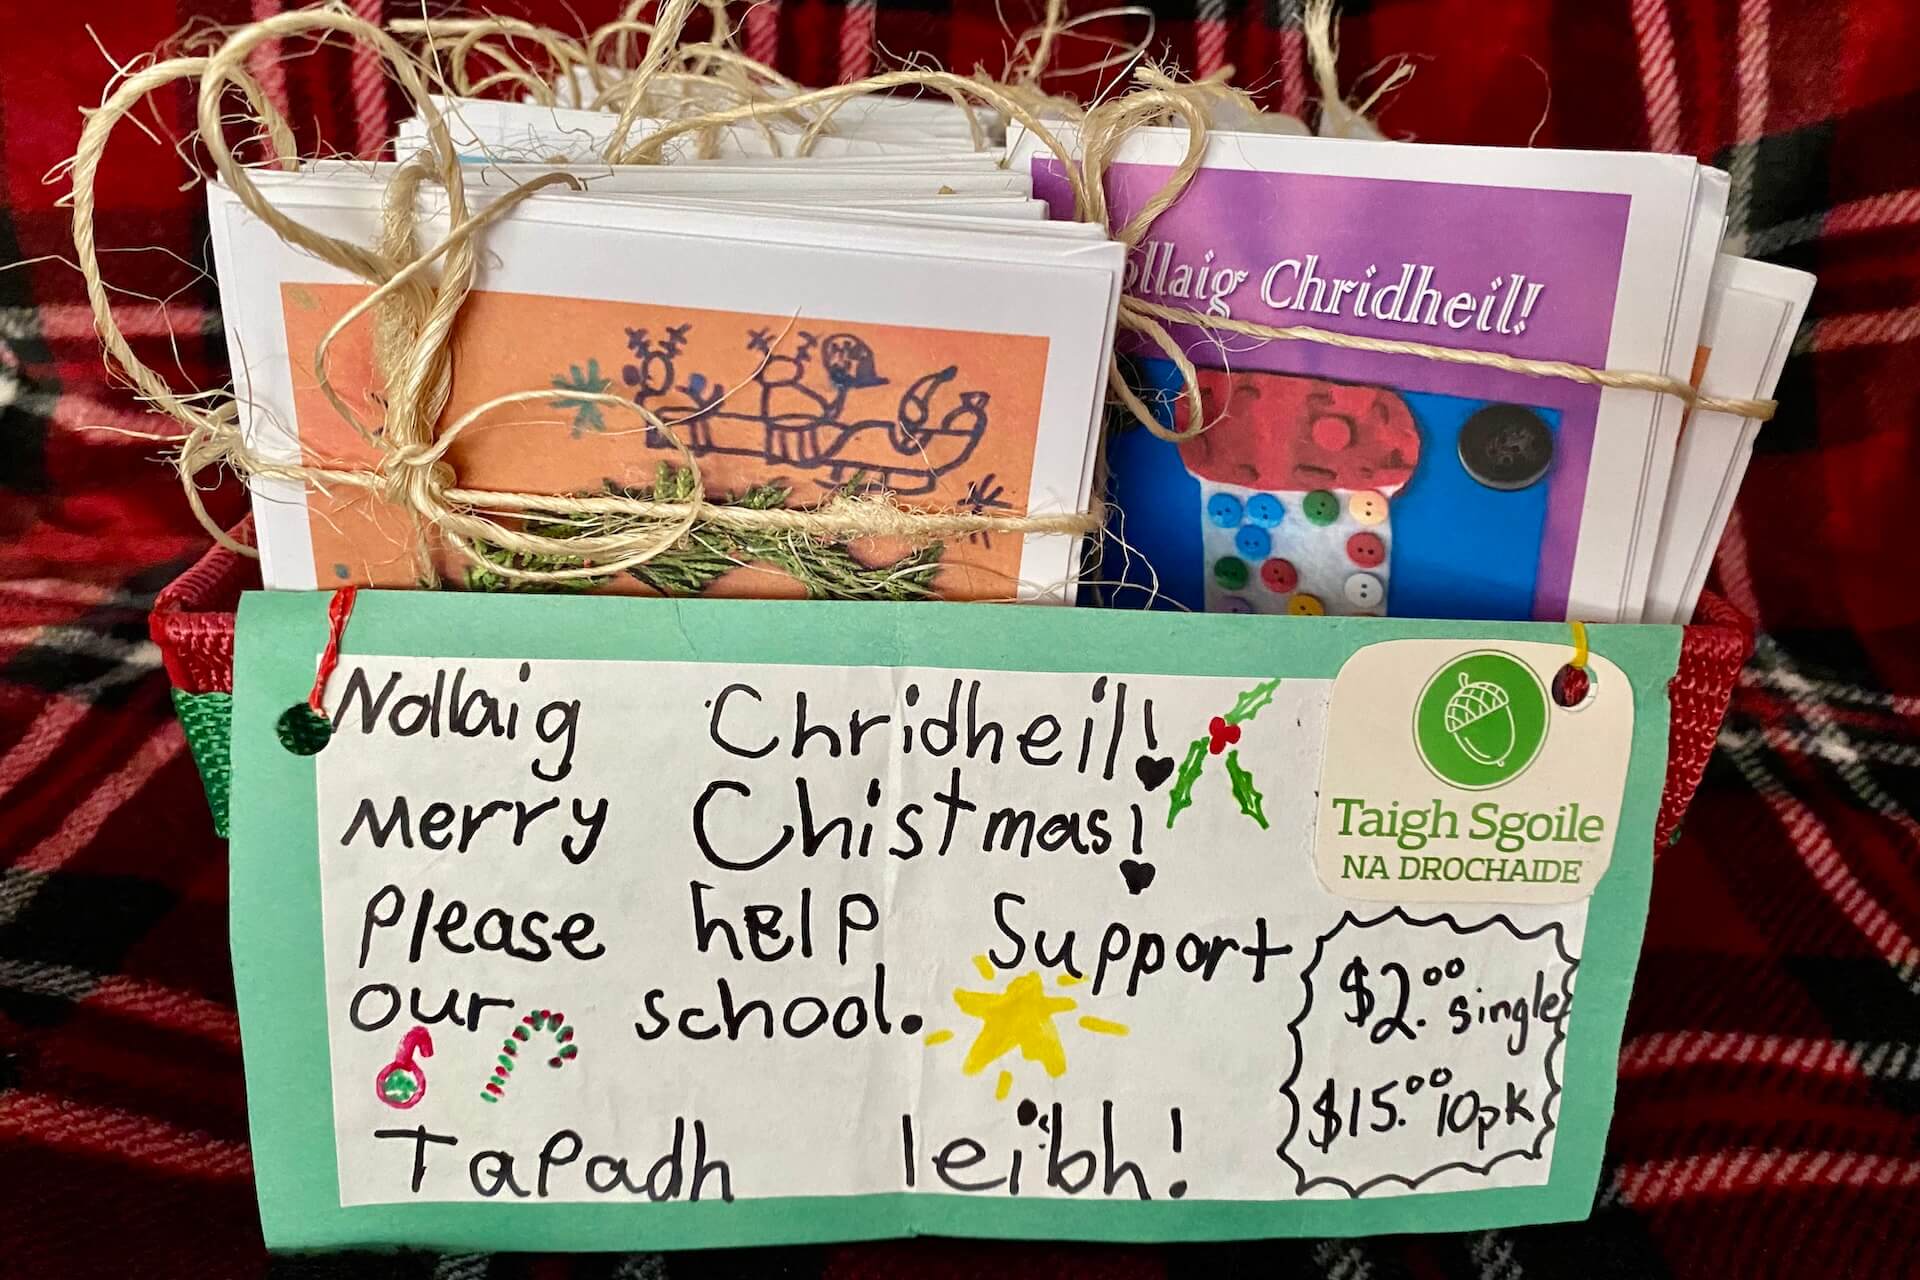 Chridheil!
Nollaig Chridheil!
Merry Chistmas!
Please help Support
our school.
Tapadh leibh!
Taigh Sgoile
NA DROCHAIDE
$2.00 single
$15.00 10pk